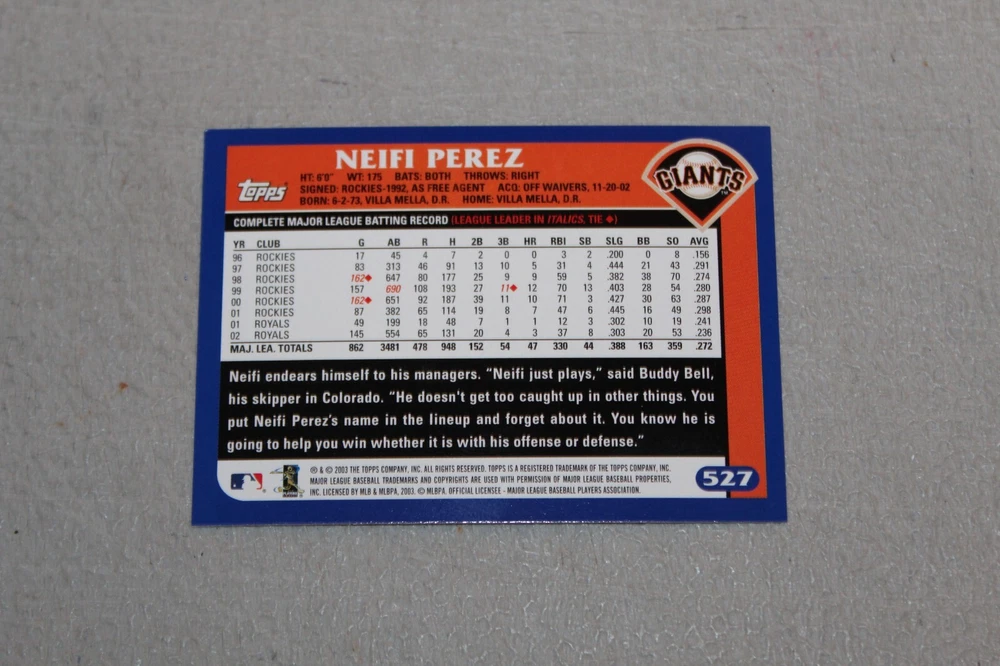 NEIFI PEREZ
topps
HT: 6'0" WT: 175 BATS: BOTH THROWS: RIGHT
SIGNED: ROCKIES-1992, AS FREE AGENT ACQ: OFF WAIVERS, 11-20-02
BORN: 6-2-73, VILLA MELLA, D.R. HOME: VILLA MELLA, D.R.
GIANTS
COMPLETE MAJOR LEAGUE BATTING RECORD (LEAGUE LEADER IN ITALICS, TIE ◆)
YR CLUB G AB R H 2B 3B HR RBI SB SLG BB SO AVG
96 ROCKIES 17 45 4 7 2 0 0 3 2 .200 0 8 .156
97 ROCKIES 83 313 46 91 13 10 5 31 4 .444 21 43 .291
98 ROCKIES 162◆ 647 80 177 25 9 9 59 5 .382 38 70 .274
99 ROCKIES 157 690 108 193 27 11◆ 12 70 13 .403 28 54 .280
00 ROCKIES 162◆ 651 92 187 39 11 10 71 3 .427 30 63 .287
01 ROCKIES 87 382 65 114 19 8 7 47 6 .445 16 49 .298
01 ROYALS 49 199 18 48 7 1 1 12 3 .302 10 19 .241
02 ROYALS 145 554 65 131 20 4 3 37 8 .303 20 53 .236
MAJ. LEA. TOTALS 862 3481 478 948 152 54 47 330 44 .388 163 359 .272
Neifi endears himself to his managers. "Neifi just plays," said Buddy Bell,
his skipper in Colorado. "He doesn't get too caught up in other things. You
put Neifi Perez's name in the lineup and forget about it. You know he is
going to help you win whether it is with his offense or defense."
® & © 2003 THE TOPPS COMPANY, INC. ALL RIGHTS RESERVED. TOPPS IS A REGISTERED TRADEMARK OF THE TOPPS COMPANY, INC.
MAJOR LEAGUE BASEBALL TRADEMARKS AND COPYRIGHTS ARE USED WITH PERMISSION OF MAJOR LEAGUE BASEBALL PROPERTIES,
INC. LICENSED BY MLB & MLBPA, 2003. © MLBPA. OFFICIAL LICENSEE - MAJOR LEAGUE BASEBALL PLAYERS ASSOCIATION.
527